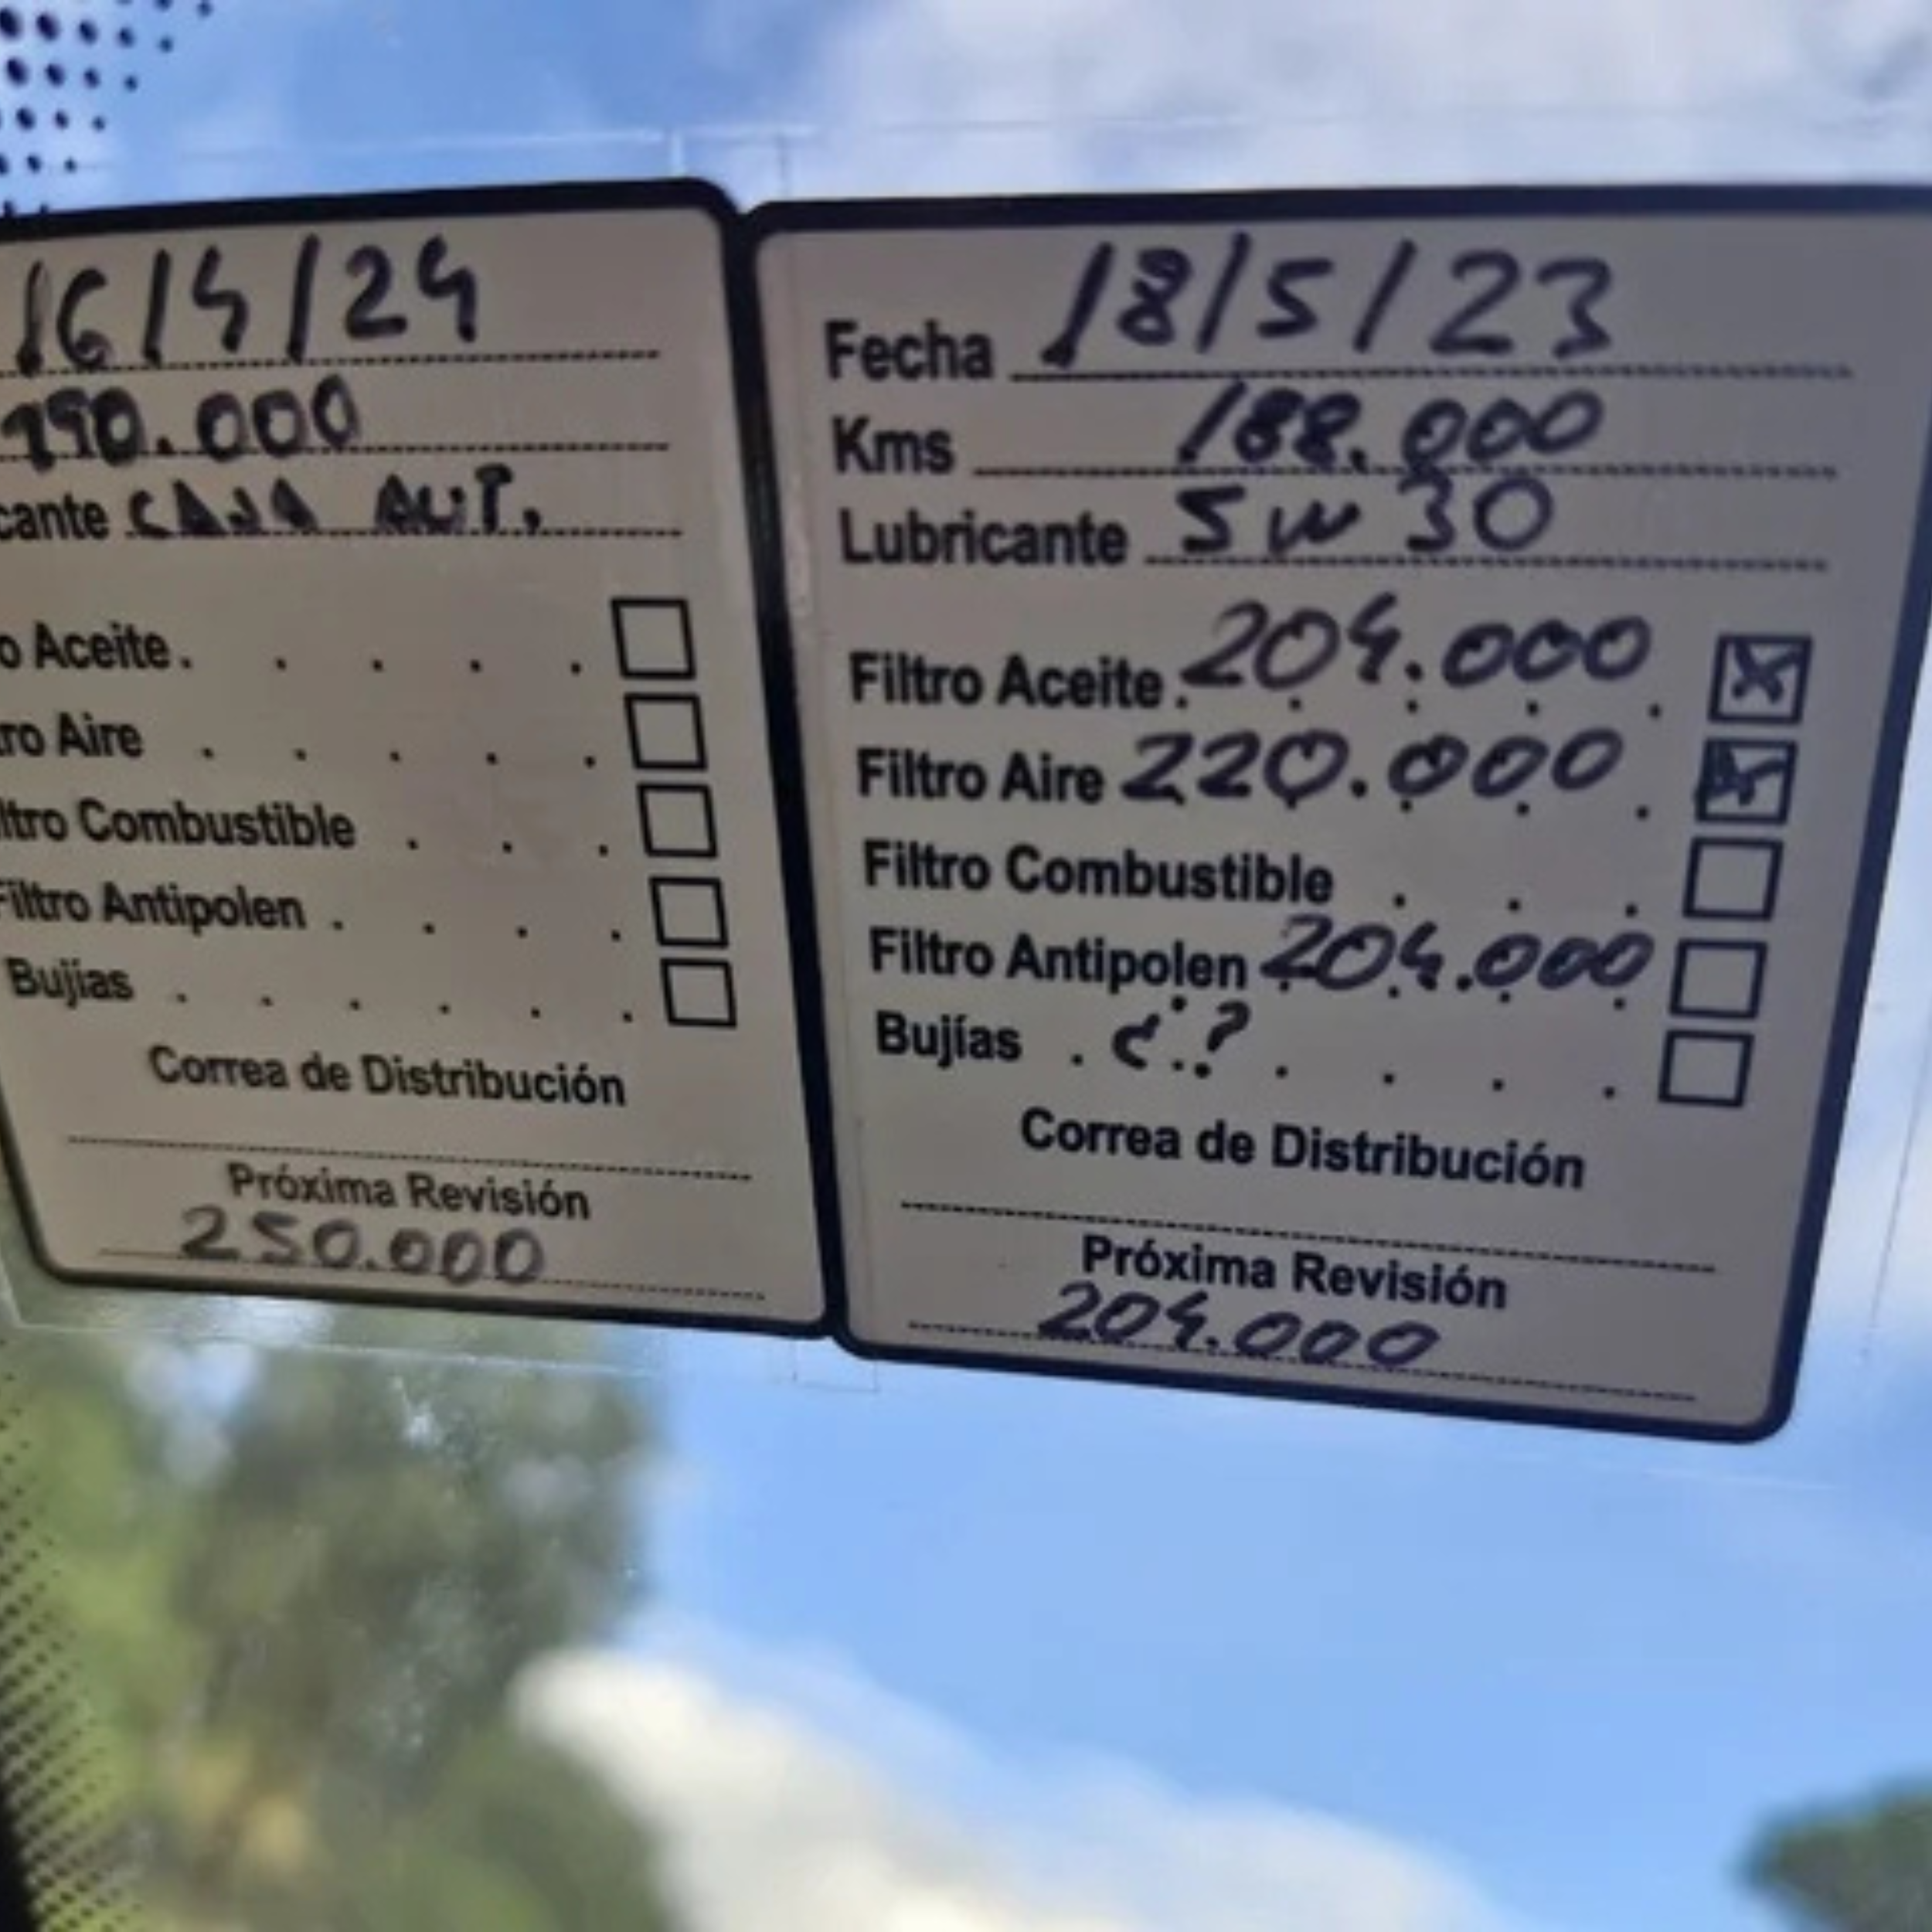 16/4/24
190.000
cante CAJA AUT.
o Aceite. . . . .
ro Aire . . . . .
ltro Combustible . . .
Filtro Antipolen . . . .
Bujías . . . . . .
Correa de Distribución
Próxima Revisión
250.000
Fecha 18/5/23
Kms 188.000
Lubricante 5W30
Filtro Aceite 204.000 X
Filtro Aire 220.000 X
Filtro Combustible . . .
Filtro Antipolen 204.000
Bujías . ¿? . . . .
Correa de Distribución
Próxima Revisión
204.000